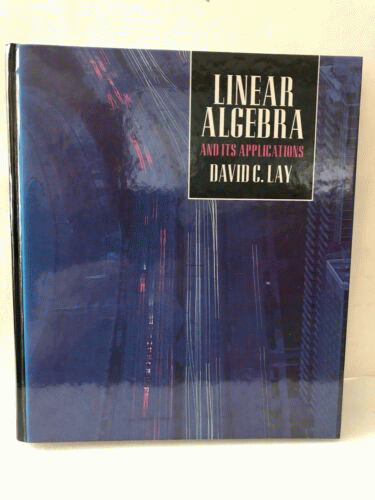 LINEAR
ALGEBRA
AND ITS APPLICATIONS
DAVID C. LAY